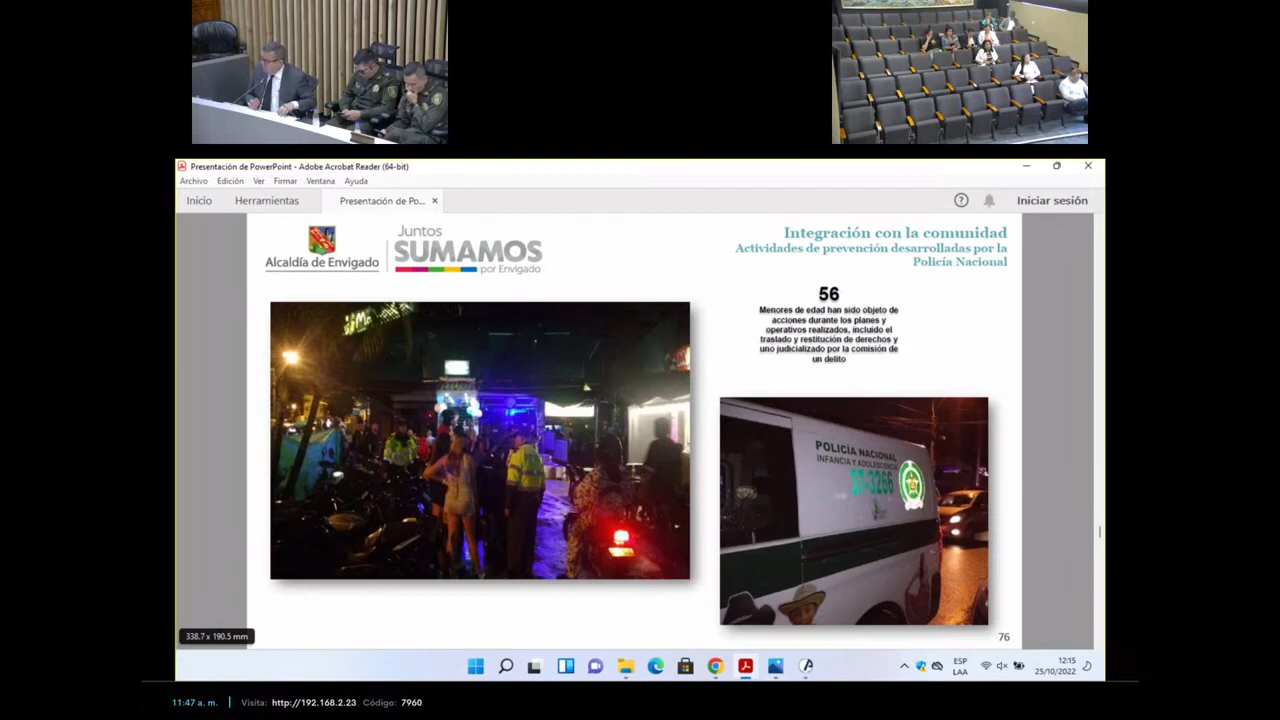 Presentación de PowerPoint - Adobe Acrobat Reader (64-bit)
Archivo Edición Ver Firmar Ventana Ayuda
Inicio Herramientas Presentación de Po... Iniciar sesión
Alcaldía de Envigado
Juntos
SUMAMOS
por Envigado
Integración con la comunidad
Actividades de prevención desarrolladas por la
Policía Nacional
56
Menores de edad han sido objeto de
acciones durante los planes y
operativos realizados, incluido el
traslado y restitución de derechos y
uno judicializado por la comisión de
un delito
POLICÍA NACIONAL
INFANCIA Y ADOLESCENCIA
33-3266
76
338.7 x 190.5 mm
ESP
LAA
12:15
25/10/2022
11:47 a. m. Visita: http://192.168.2.23 Código: 7960